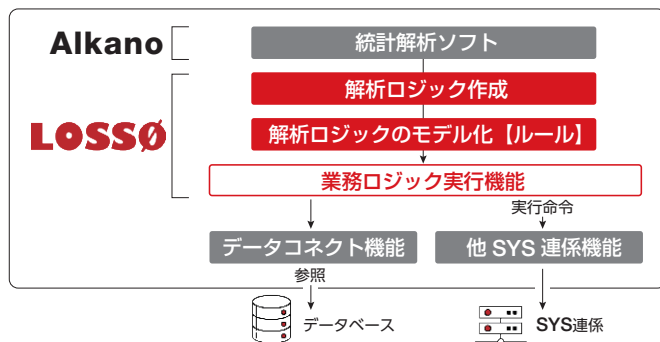 Alkano
統計解析ソフト
LOSSØ
解析ロジック作成
解析ロジックのモデル化【ルール】
業務ロジック実行機能
実行命令
データコネクト機能
他 SYS 連係機能
参照
データベース
SYS連係